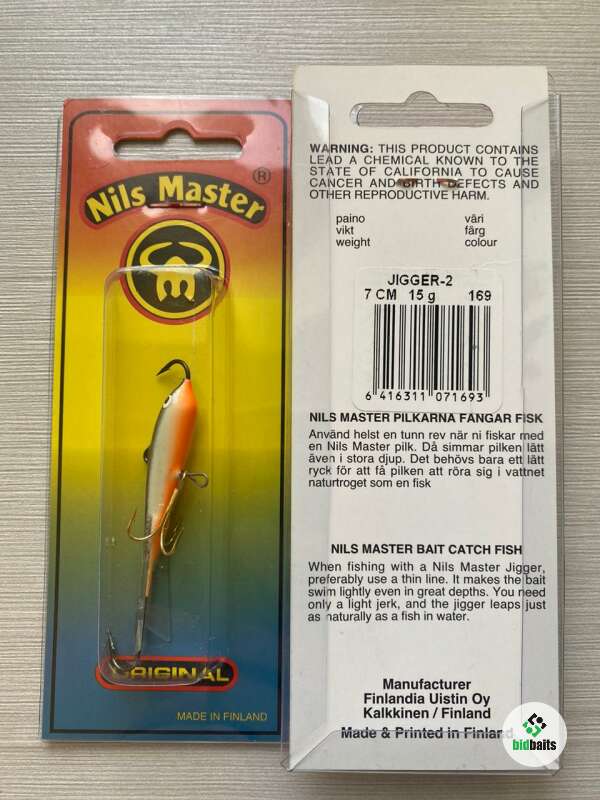 Nils Master ®
ORIGINAL
MADE IN FINLAND
WARNING: THIS PRODUCT CONTAINS
LEAD A CHEMICAL KNOWN TO THE
STATE OF CALIFORNIA TO CAUSE
CANCER AND BIRTH DEFECTS AND
OTHER REPRODUCTIVE HARM.
paino väri
vikt färg
weight colour
JIGGER-2
7 CM 15 g 169
6 416311 071693
NILS MASTER PILKARNA FÅNGAR FISK
Använd helst en tunn rev när ni fiskar med
en Nils Master pilk. Då simmar pilken lätt
även i stora djup. Det behövs bara ett lätt
ryck för att få pilken att röra sig i vattnet
naturtroget som en fisk
NILS MASTER BAIT CATCH FISH
When fishing with a Nils Master Jigger,
preferably use a thin line. It makes the bait
swim lightly even in great depths. You need
only a light jerk, and the jigger leaps just
as naturally as a fish in water.
Manufacturer
Finlandia Uistin Oy
Kalkkinen / Finland
Made & Printed in Finland
bidbaits